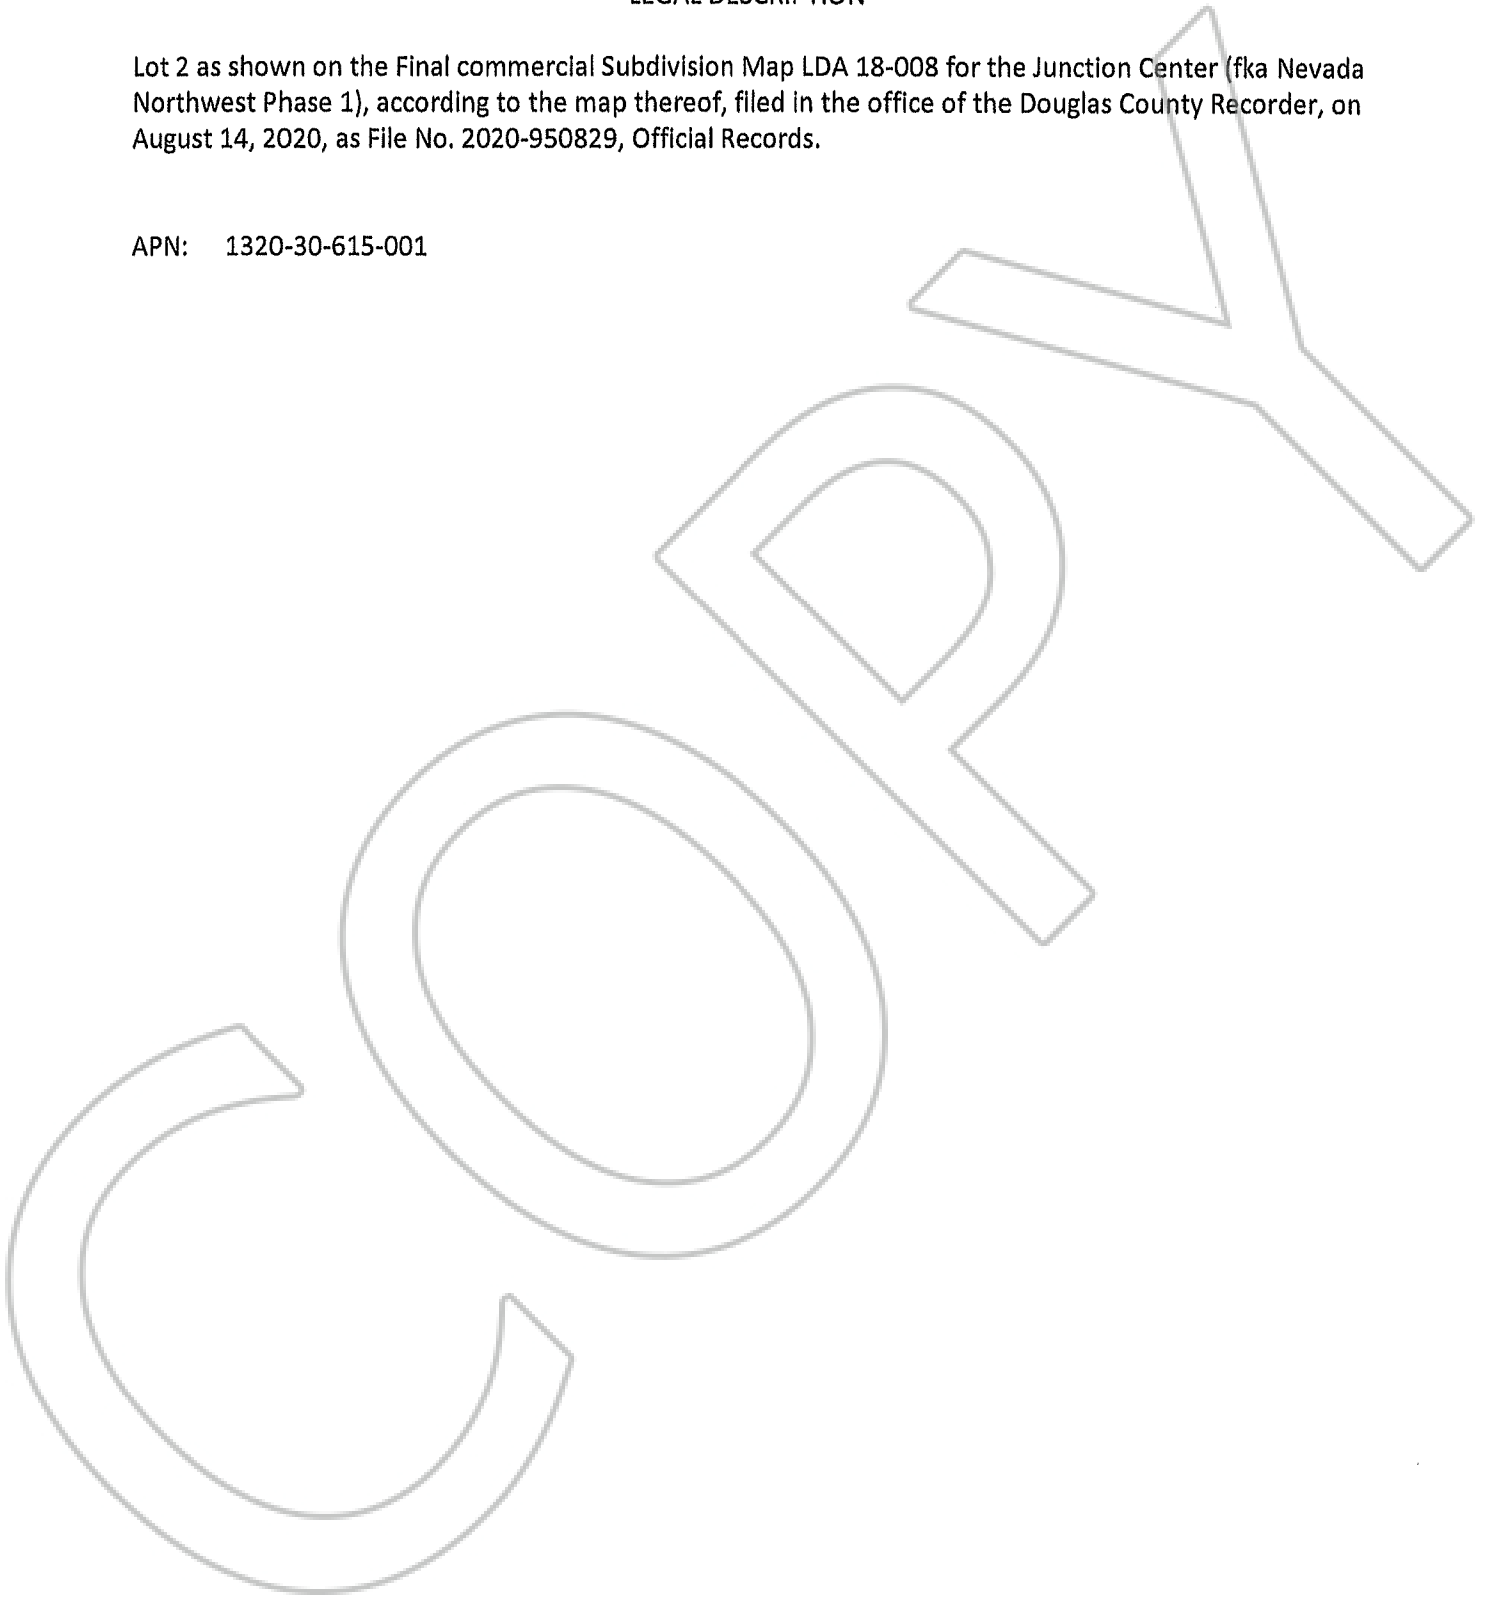 LEGAL DESCRIPTION
Lot 2 as shown on the Final commercial Subdivision Map LDA 18-008 for the Junction Center (fka Nevada
Northwest Phase 1), according to the map thereof, filed in the office of the Douglas County Recorder, on
August 14, 2020, as File No. 2020-950829, Official Records.
APN: 1320-30-615-001
COPY